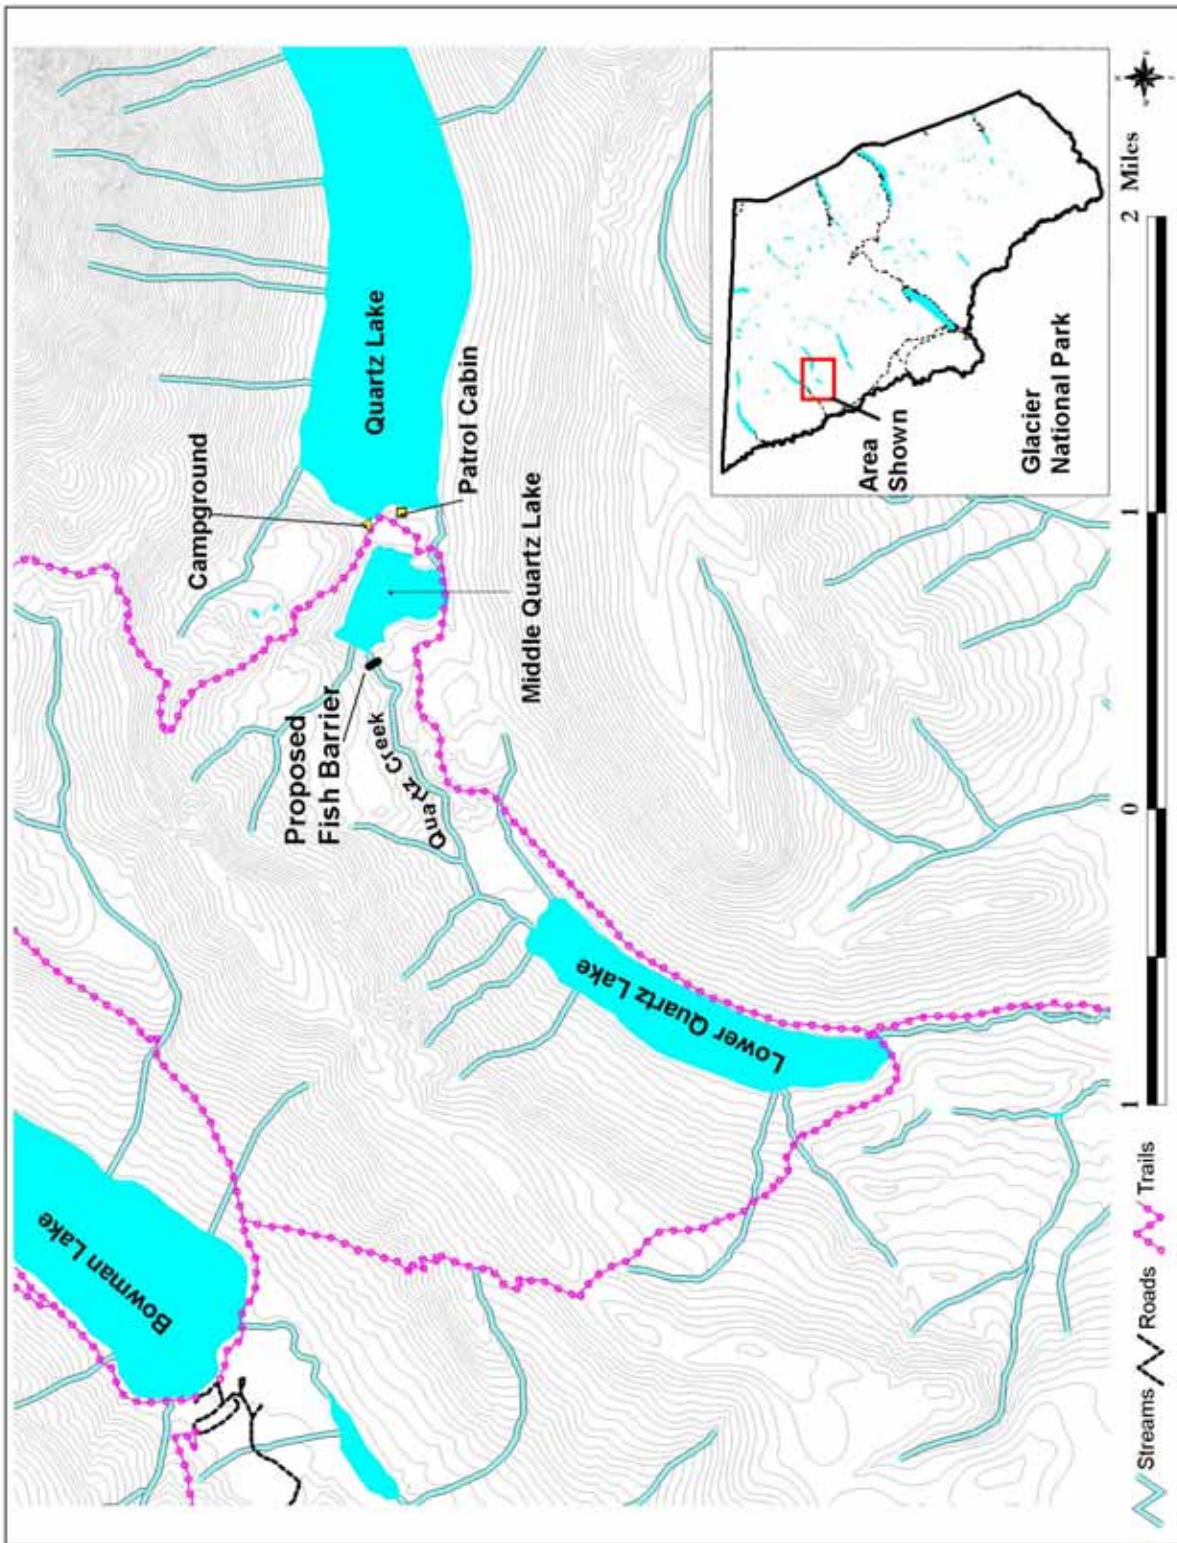 Bowman Lake
Lower Quartz Lake
Quartz Creek
Proposed
Fish Barrier
Middle Quartz Lake
Campground
Patrol Cabin
Quartz Lake
Area
Shown
Glacier
National Park
Streams
Roads
Trails
1
0
1
2
Miles